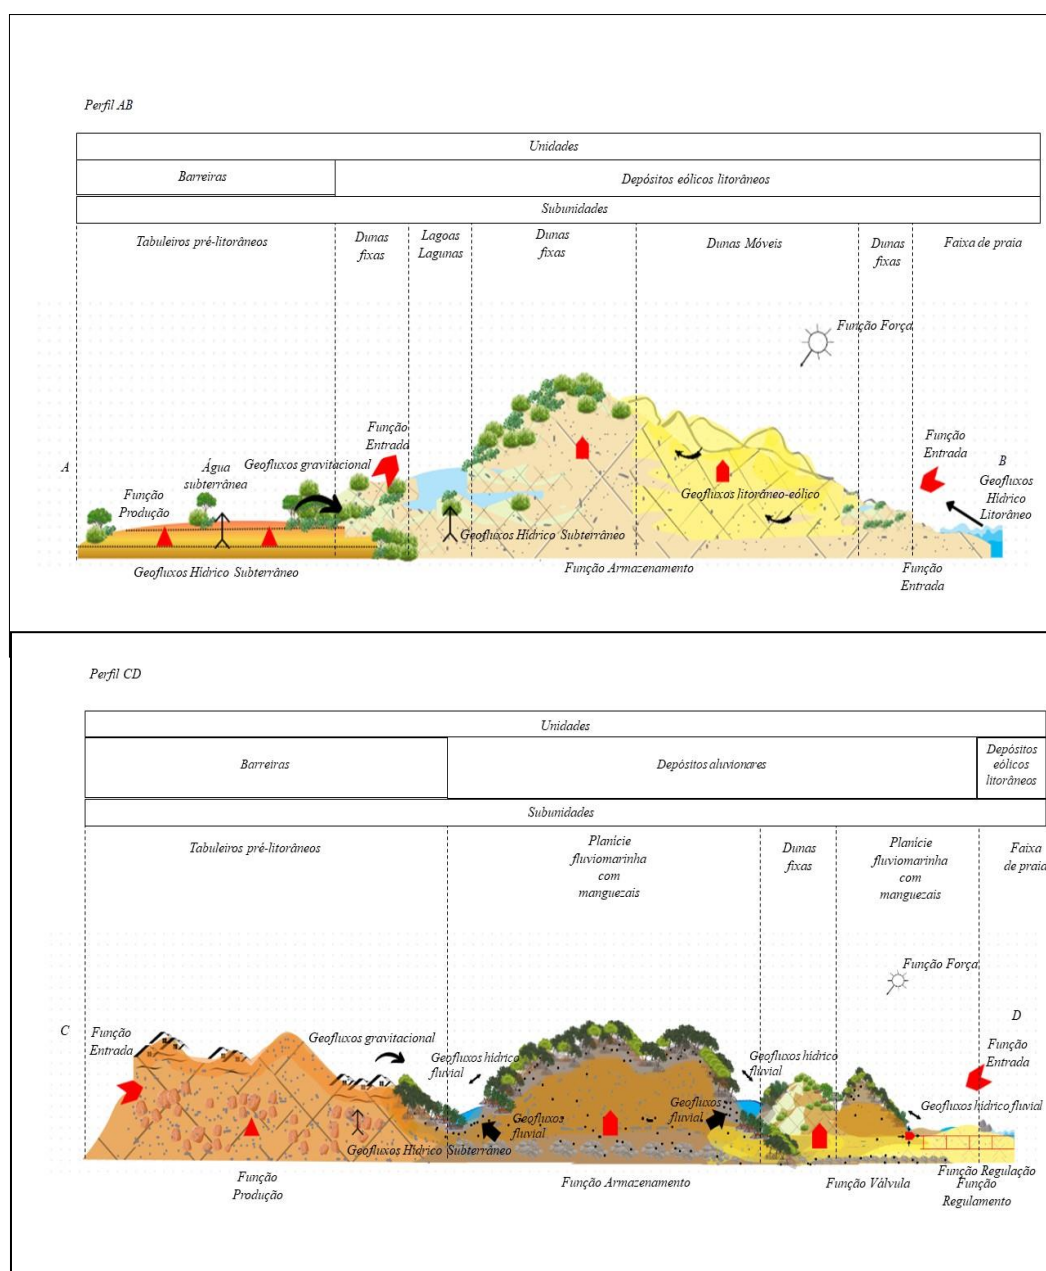 Perfil AB
Unidades
Barreiras
Depósitos eólicos litorâneos
Subunidades
Tabuleiros pré-litorâneos
Dunas
fixas
Lagoas
Lagunas
Dunas
fixas
Dunas Móveis
Dunas
fixas
Faixa de praia
Função Força
A
Função
Produção
Água
subterrânea
Geofluxos gravitacional
Função
Entrada
Função
Entrada
B
Geofluxos
Hídrico
Litorâneo
Geofluxos litorâneo-eólico
Geofluxos Hídrico Subterrâneo
Geofluxos Hídrico Subterrâneo
Função Armazenamento
Função
Entrada
Perfil CD
Unidades
Barreiras
Depósitos aluvionares
Depósitos
eólicos
litorâneos
Subunidades
Tabuleiros pré-litorâneos
Planície
fluviomarinha
com
manguezais
Dunas
fixas
Planície
fluviomarinha
com
manguezais
Faixa
de praia
Função Força
C
Função
Entrada
Geofluxos gravitacional
Geofluxos hídrico
fluvial
Geofluxos hídrico
fluvial
D
Função
Entrada
Geofluxos
fluvial
Geofluxos
fluvial
Geofluxos hídrico fluvial
Geofluxos Hídrico Subterrâneo
Função
Produção
Função Armazenamento
Função Válvula
Função Regulação
Função
Regulamento